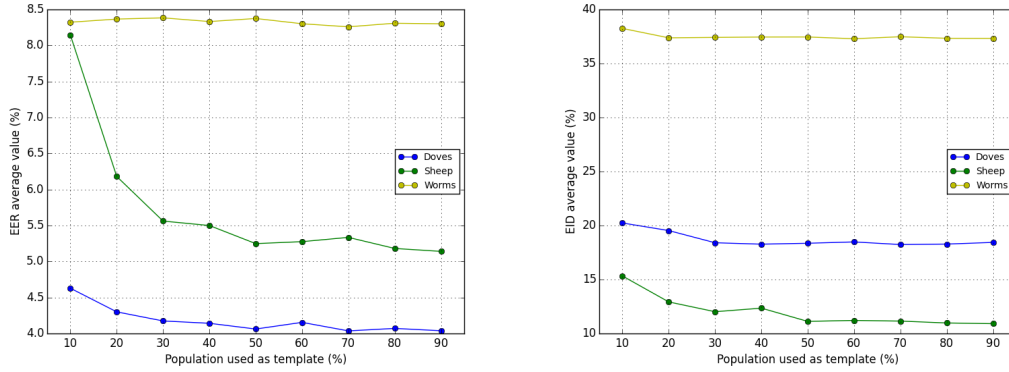 8.5
8.0
7.5
7.0
6.5
6.0
5.5
5.0
4.5
4.0
EER average value (%)
10 20 30 40 50 60 70 80 90
Population used as template (%)
Doves
Sheep
Worms
40
35
30
25
20
15
10
EID average value (%)
10 20 30 40 50 60 70 80 90
Population used as template (%)
Doves
Sheep
Worms